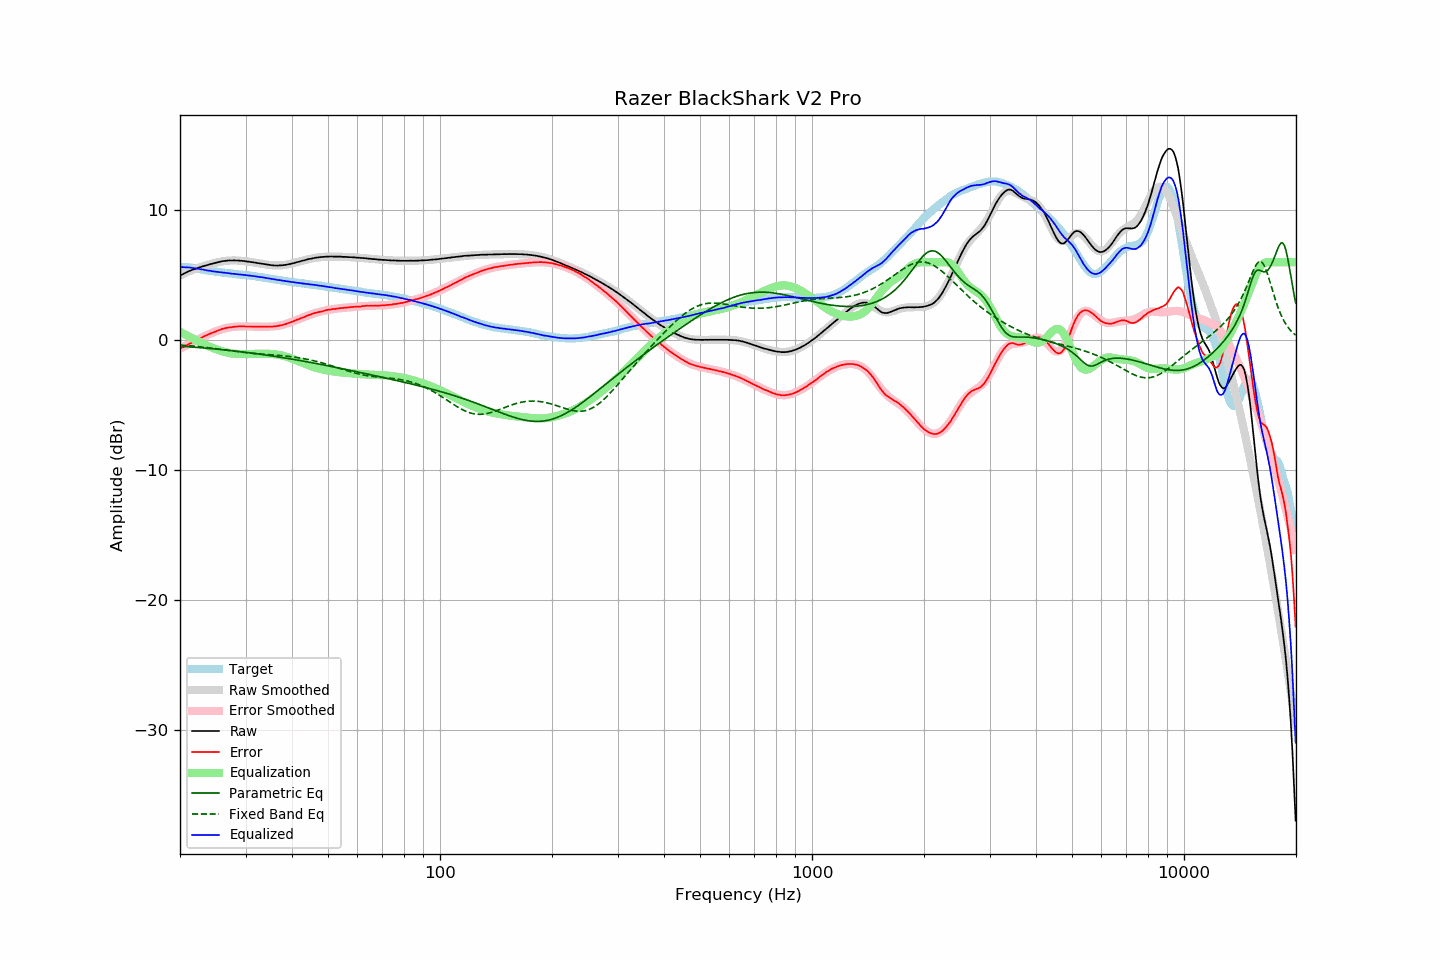 Razer BlackShark V2 Pro
Amplitude (dBr)
10
0
−10
−20
−30
Target
Raw Smoothed
Error Smoothed
Raw
Error
Equalization
Parametric Eq
Fixed Band Eq
Equalized
100
1000
10000
Frequency (Hz)